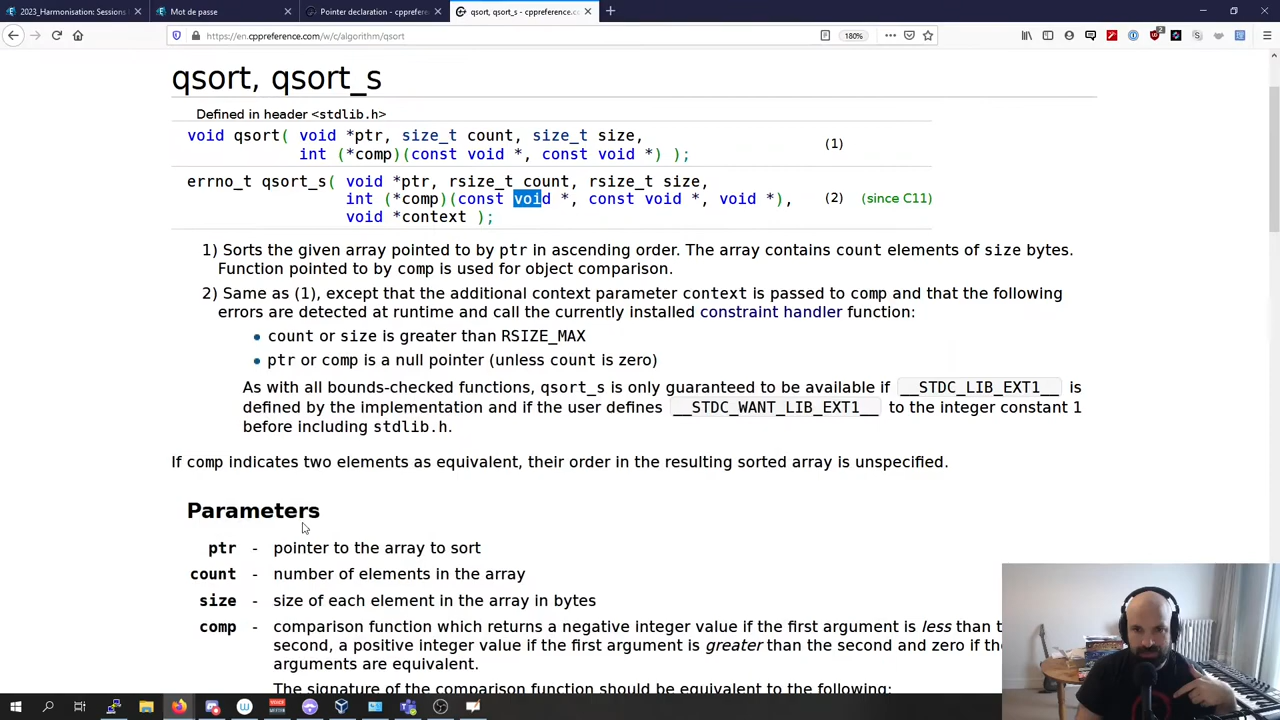 2023_Harmonisation: Sessions
Mot de passe
Pointer declaration - cppreference
qsort, qsort_s - cppreference.c
https://en.cppreference.com/w/c/algorithm/qsort
180%
qsort, qsort_s
Defined in header <stdlib.h>
void qsort( void *ptr, size_t count, size_t size,
int (*comp)(const void *, const void *) );
(1)
errno_t qsort_s( void *ptr, rsize_t count, rsize_t size,
int (*comp)(const void *, const void *, void *),
void *context );
(2) (since C11)
1) Sorts the given array pointed to by ptr in ascending order. The array contains count elements of size bytes.
Function pointed to by comp is used for object comparison.
2) Same as (1), except that the additional context parameter context is passed to comp and that the following
errors are detected at runtime and call the currently installed constraint handler function:
count or size is greater than RSIZE_MAX
ptr or comp is a null pointer (unless count is zero)
As with all bounds-checked functions, qsort_s is only guaranteed to be available if __STDC_LIB_EXT1__ is
defined by the implementation and if the user defines __STDC_WANT_LIB_EXT1__ to the integer constant 1
before including stdlib.h.
If comp indicates two elements as equivalent, their order in the resulting sorted array is unspecified.
Parameters
ptr - pointer to the array to sort
count - number of elements in the array
size - size of each element in the array in bytes
comp - comparison function which returns a negative integer value if the first argument is less than t
second, a positive integer value if the first argument is greater than the second and zero if the
arguments are equivalent.
The signature of the comparison function should be equivalent to the following: